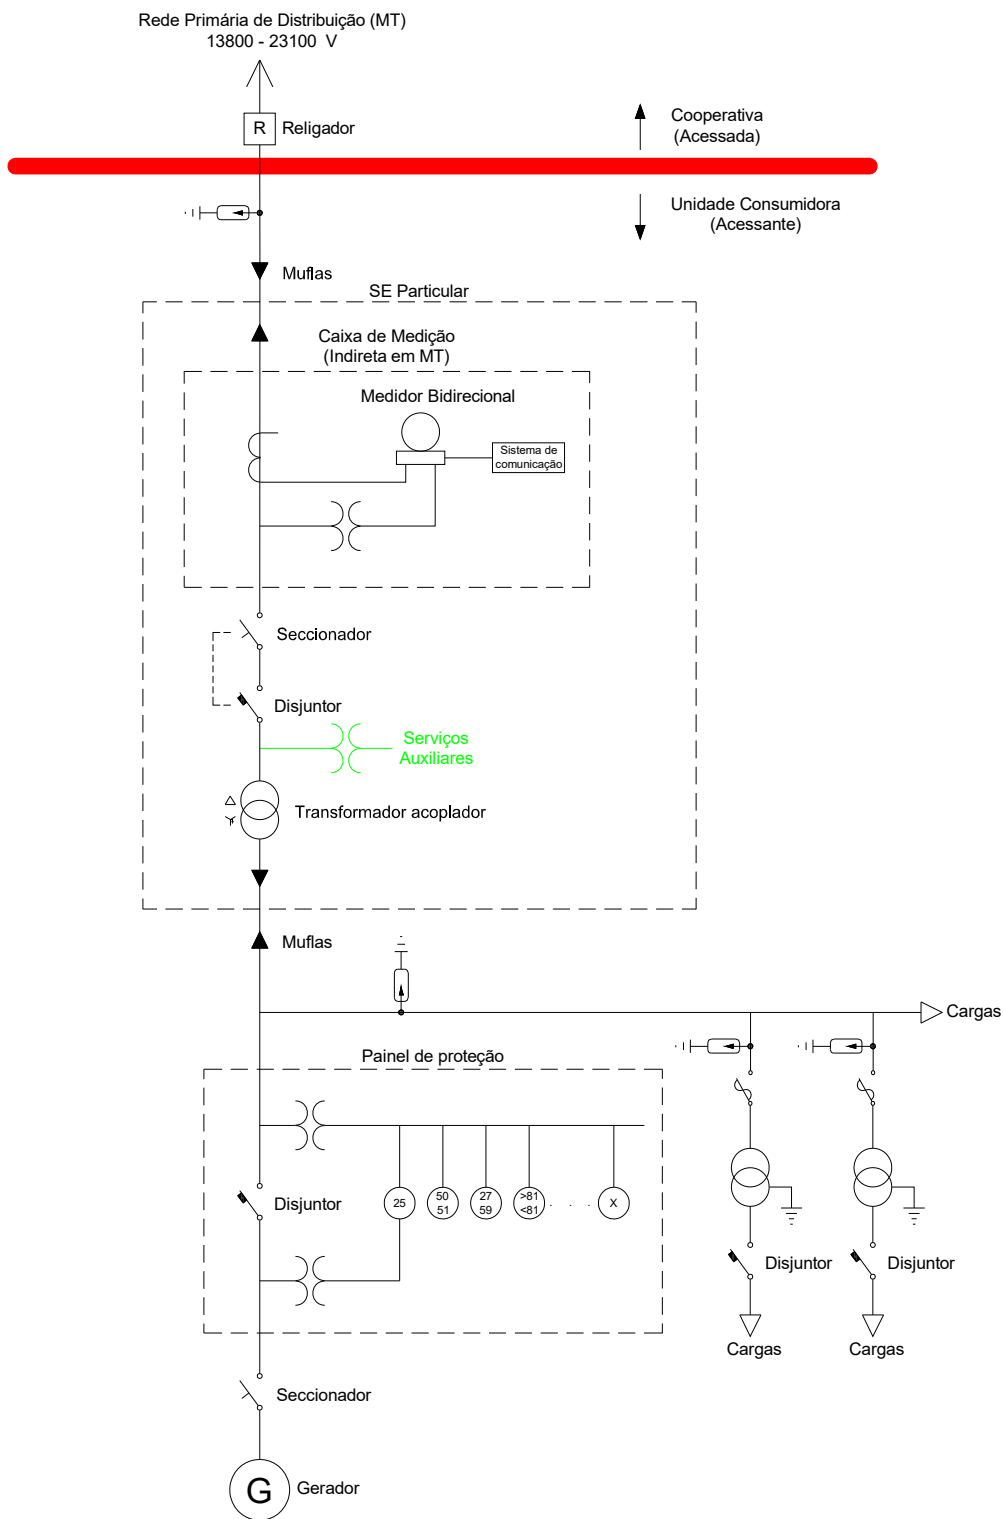 Rede Primária de Distribuição (MT)
13800 - 23100 V
R
Religador
Cooperativa
(Acessada)
Unidade Consumidora
(Acessante)
Muflas
SE Particular
Caixa de Medição
(Indireta em MT)
Medidor Bidirecional
Sistema de
comunicação
Seccionador
Disjuntor
Serviços
Auxiliares
Transformador acoplador
Muflas
Cargas
Painel de proteção
Disjuntor
25
50
51
27
59
>81
<81
. . .
X
Disjuntor
Disjuntor
Cargas
Cargas
Seccionador
G
Gerador